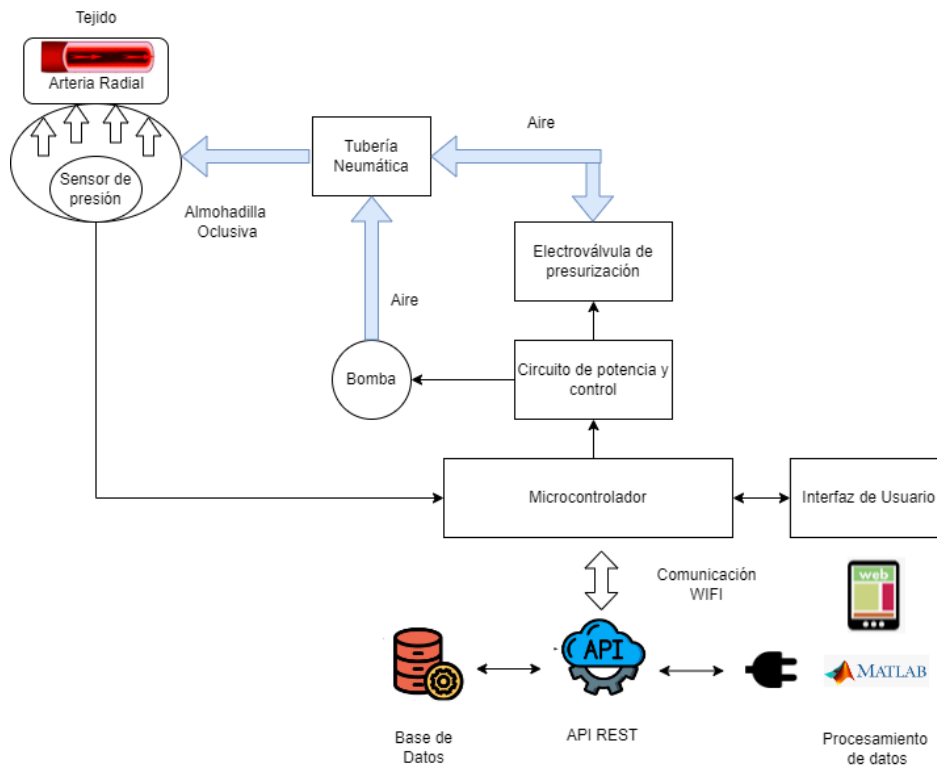 Tejido
Arteria Radial
Sensor de
presión
Almohadilla
Oclusiva
Tubería
Neumática
Aire
Electroválvula de
presurización
Aire
Bomba
Circuito de potencia y
control
Microcontrolador
Interfaz de Usuario
Comunicación
WIFI
web
API
MATLAB
Base de
Datos
API REST
Procesamiento
de datos